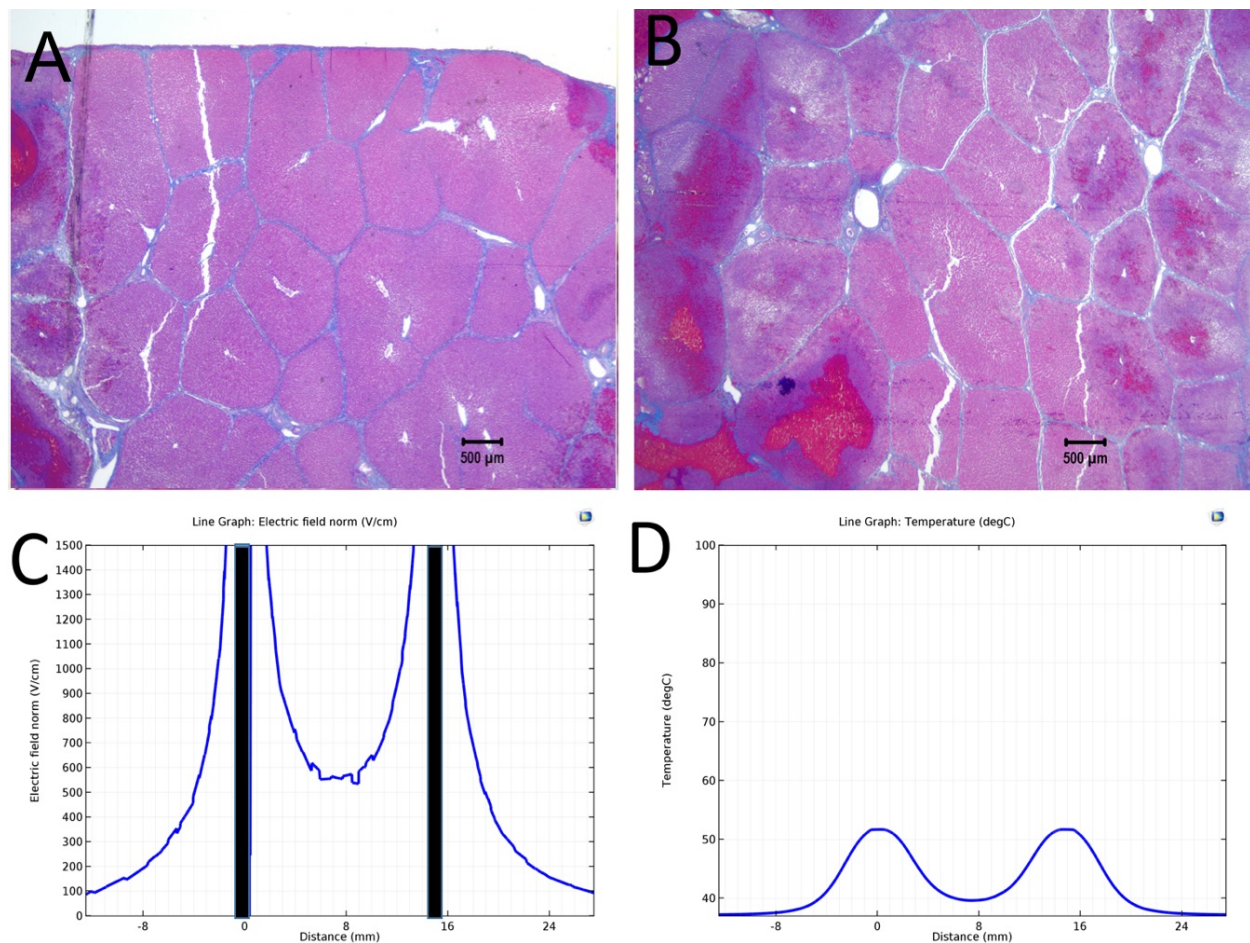 A
B
500 µm
500 µm
C
Line Graph: Electric field norm (V/cm)
1500
1400
1300
1200
1100
1000
900
800
700
600
500
400
300
200
100
0
Electric field norm (V/cm)
-8
0
8
16
24
Distance (mm)
D
Line Graph: Temperature (degC)
100
90
80
70
60
50
40
Temperature (degC)
-8
0
8
16
24
Distance (mm)